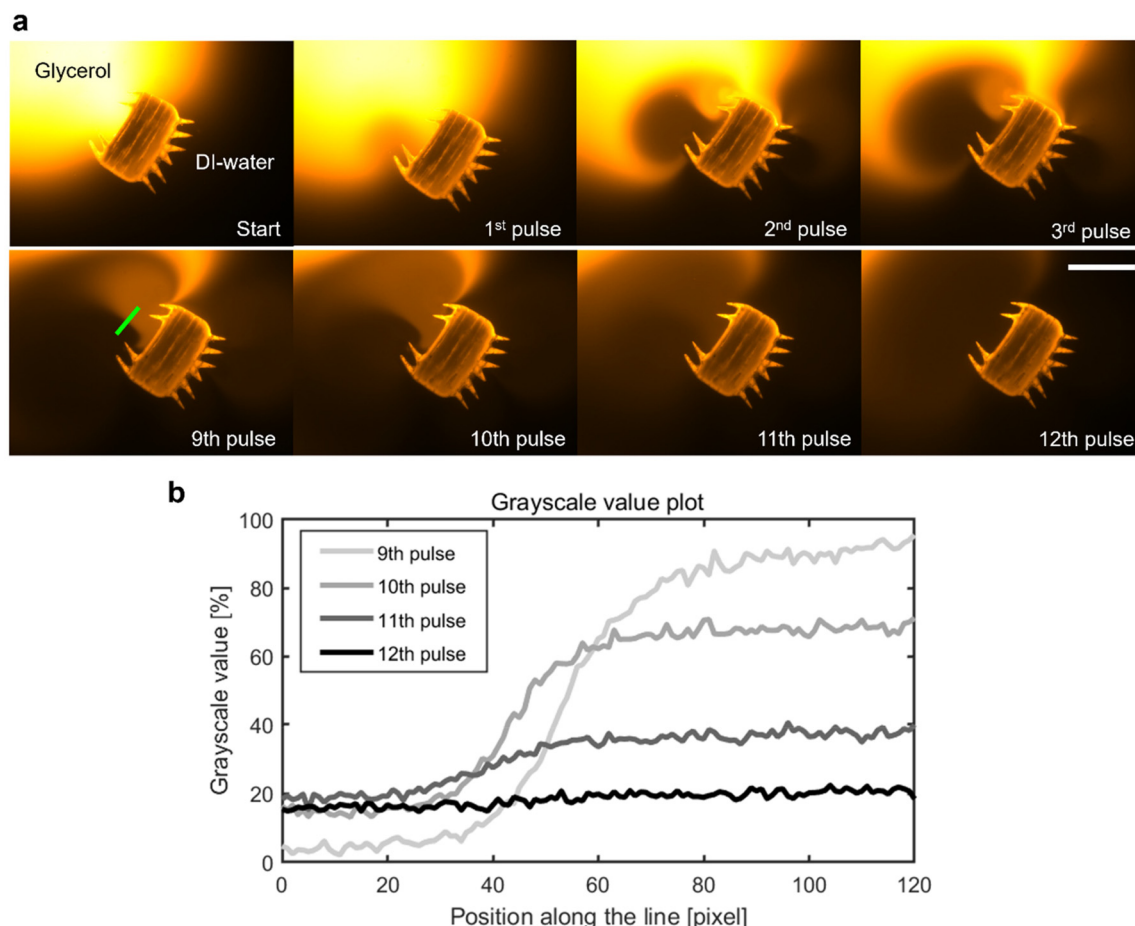 a
Glycerol
DI-water
Start
1st pulse
2nd pulse
3rd pulse
9th pulse
10th pulse
11th pulse
12th pulse
b
Grayscale value plot
100
80
60
40
20
0
Grayscale value [%]
9th pulse
10th pulse
11th pulse
12th pulse
0 20 40 60 80 100 120
Position along the line [pixel]